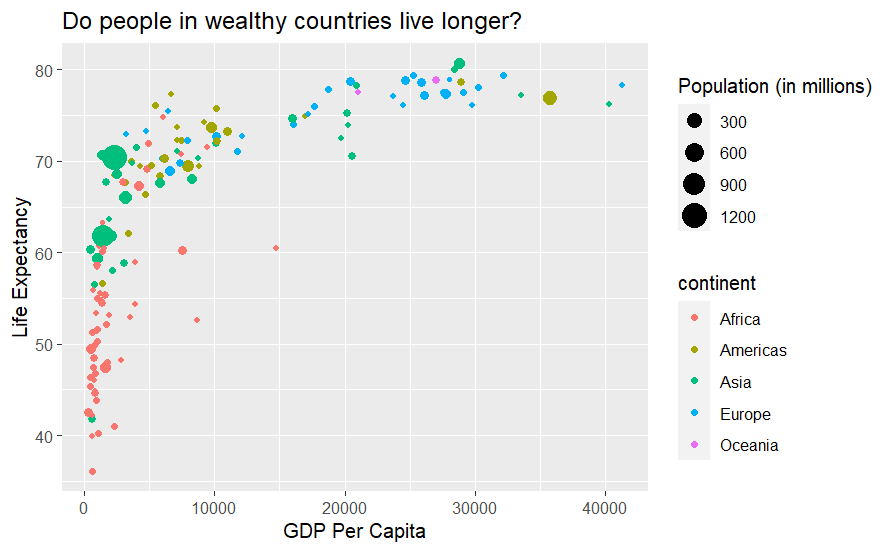 Do people in wealthy countries live longer?
Life Expectancy
80
70
60
50
40
0 10000 20000 30000 40000
GDP Per Capita
Population (in millions)
300
600
900
1200
continent
Africa
Americas
Asia
Europe
Oceania